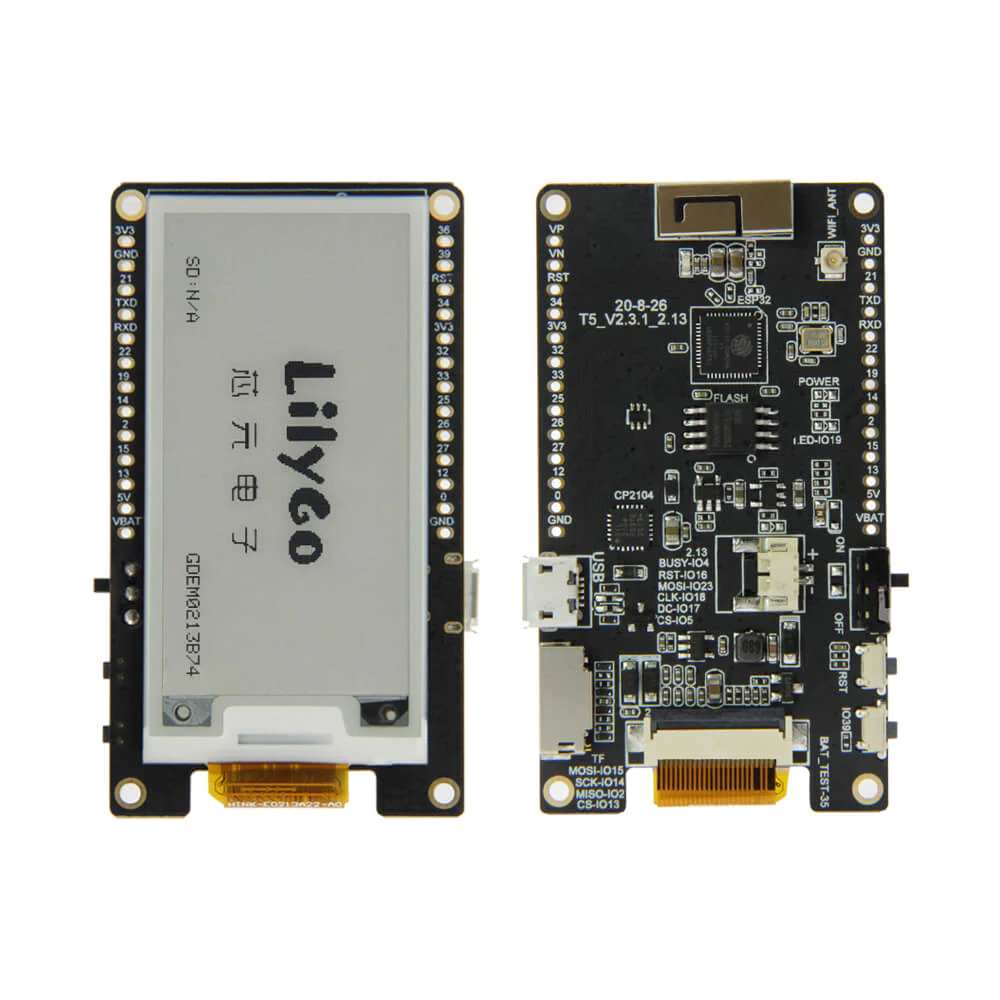 3V3
GND
21
TXD
RXD
22
19
14
2
15
13
5V
VBAT
SD:N/A
LilyGo
芯元电子
GDEM0213B74
36
39
RST
34
3V3
32
33
25
26
27
12
0
GND
HINK-E0213A22-A0
VP
VN
RST
34
3V3
32
33
25
26
27
12
0
GND
20-8-26
T5_V2.3.1_2.13
ESP32
WIFI_ANT
FLASH
POWER
LED-IO19
CP2104
USB
2.13
BUSY-IO4
RST-IO16
MOSI-IO23
CLK-IO18
DC-IO17
CS-IO5
+
ON
OFF
689
RST
IO39
BAT_TEST-35
2
TF
MOSI-IO15
SCK-IO14
MISO-IO2
CS-IO13
3V3
GND
21
TXD
RXD
22
19
14
2
15
13
5V
VBAT